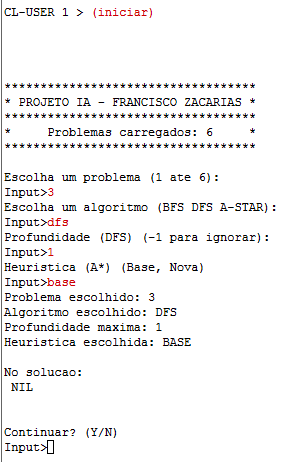 CL-USER 1 > (iniciar)
**********************************
* PROJETO IA - FRANCISCO ZACARIAS *
**********************************
* Problemas carregados: 6 *
**********************************
Escolha um problema (1 ate 6):
Input>3
Escolha um algoritmo (BFS DFS A-STAR):
Input>dfs
Profundidade (DFS) (-1 para ignorar):
Input>1
Heuristica (A*) (Base, Nova)
Input>base
Problema escolhido: 3
Algoritmo escolhido: DFS
Profundidade maxima: 1
Heuristica escolhida: BASE
No solucao:
NIL
Continuar? (Y/N)
Input>